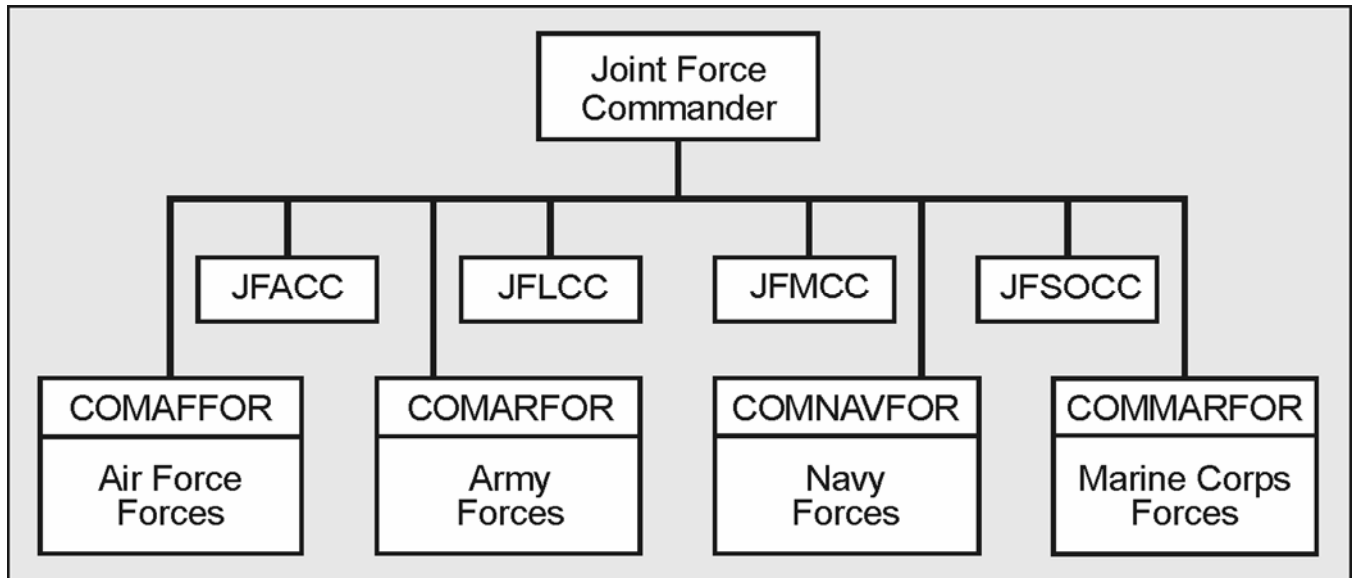 Joint Force
Commander
JFACC
JFLCC
JFMCC
JFSOCC
COMAFFOR
COMARFOR
COMNAVFOR
COMMARFOR
Air Force
Forces
Army
Forces
Navy
Forces
Marine Corps
Forces